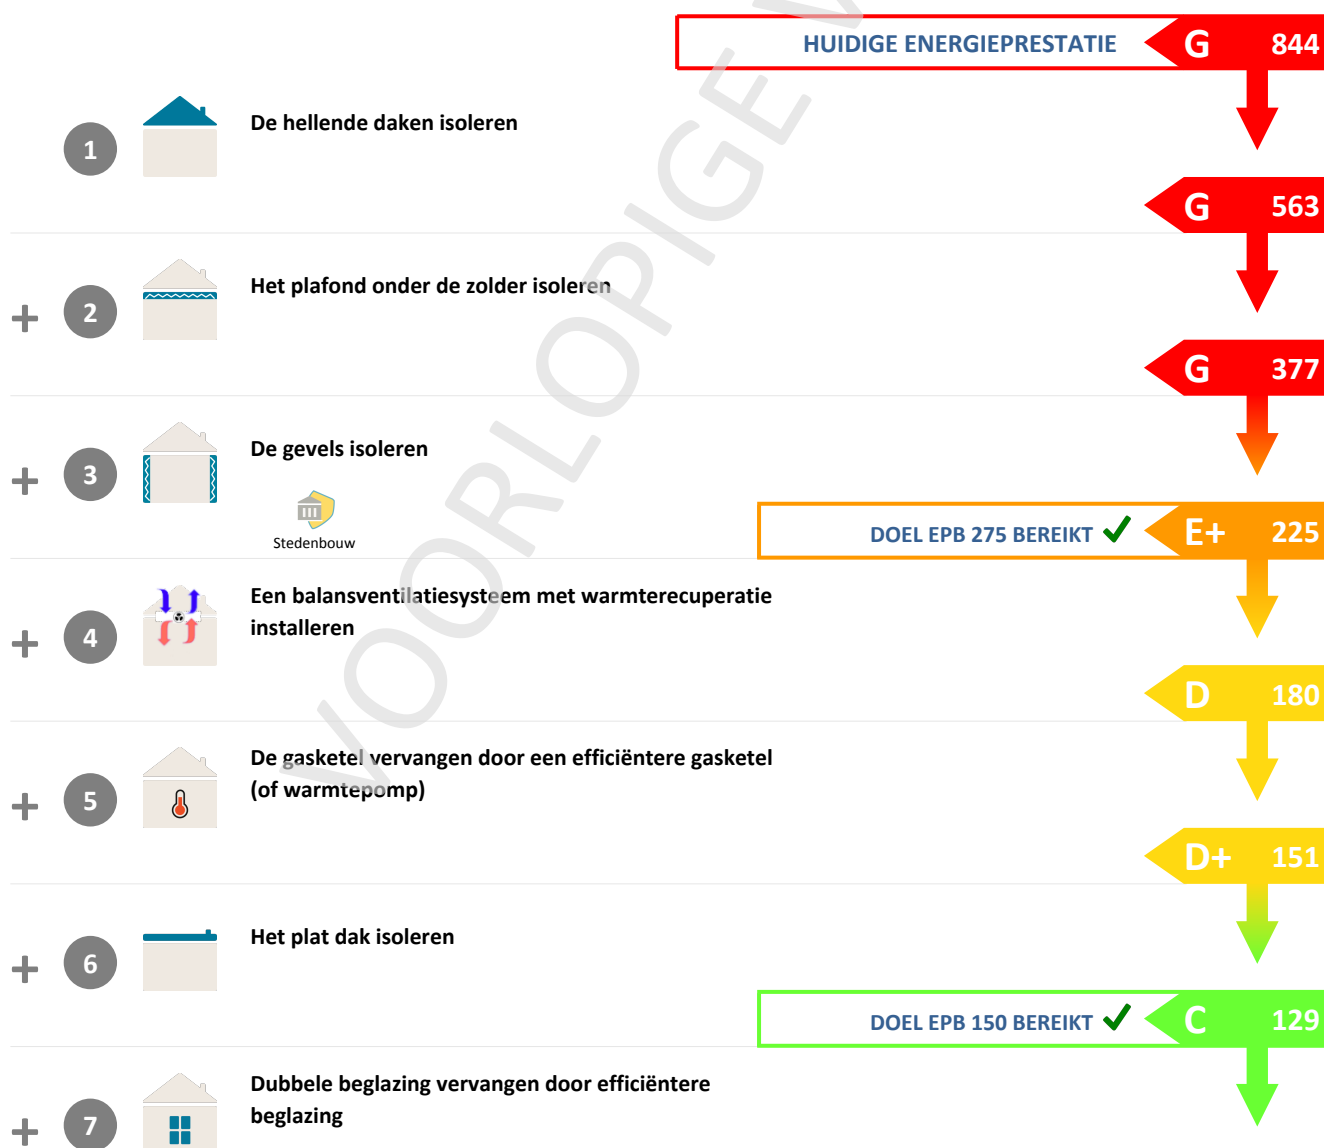 HUIDIGE ENERGIEPRESTATIE G 844
1 De hellende daken isoleren
G 563
+ 2 Het plafond onder de zolder isoleren
G 377
+ 3 De gevels isoleren
Stedenbouw
DOEL EPB 275 BEREIKT E+ 225
+ 4 Een balansventilatiesysteem met warmterecuperatie
installeren
D 180
+ 5 De gasketel vervangen door een efficiëntere gasketel
(of warmtepomp)
D+ 151
+ 6 Het plat dak isoleren
DOEL EPB 150 BEREIKT C 129
+ 7 Dubbele beglazing vervangen door efficiëntere
beglazing
VOORLOPIGE